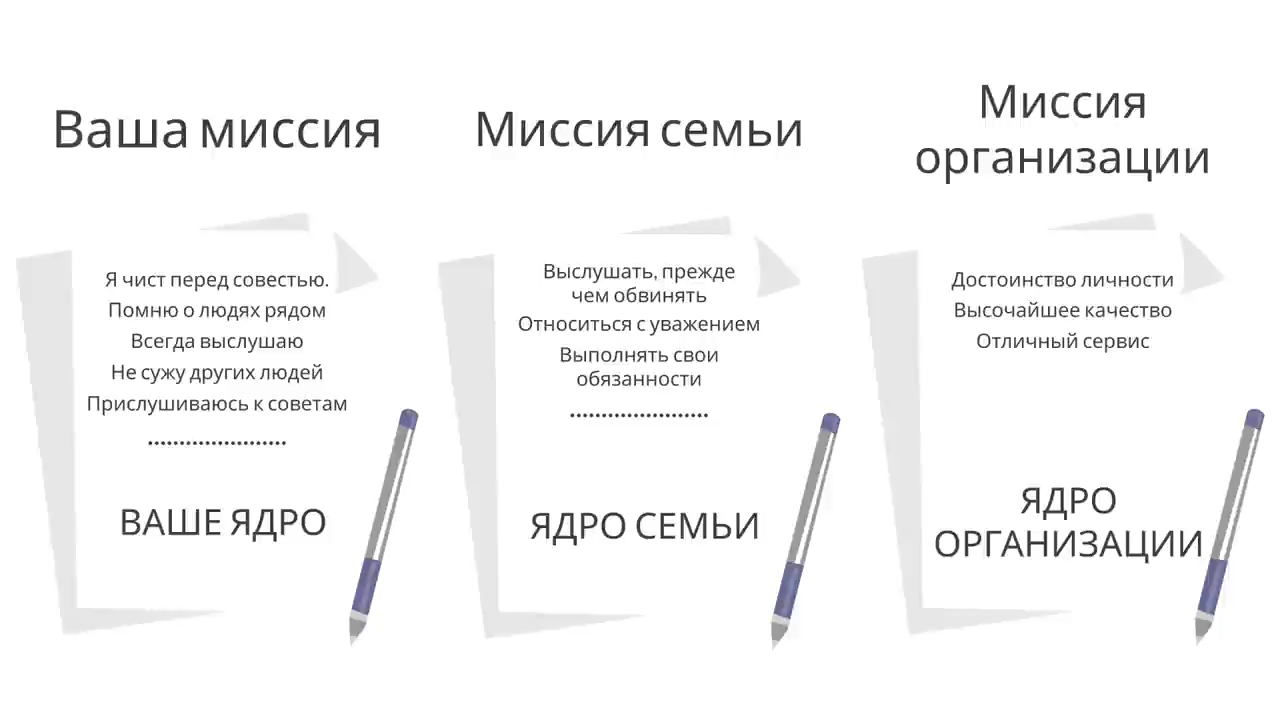 Ваша миссия
Я чист перед совестью.
Помню о людях рядом
Всегда выслушаю
Не сужу других людей
Прислушиваюсь к советам
......................
ВАШЕ ЯДРО
Миссия семьи
Выслушать, прежде
чем обвинять
Относиться с уважением
Выполнять свои
обязанности
......................
ЯДРО СЕМЬИ
Миссия
организации
Достоинство личности
Высочайшее качество
Отличный сервис
ЯДРО
ОРГАНИЗАЦИИ